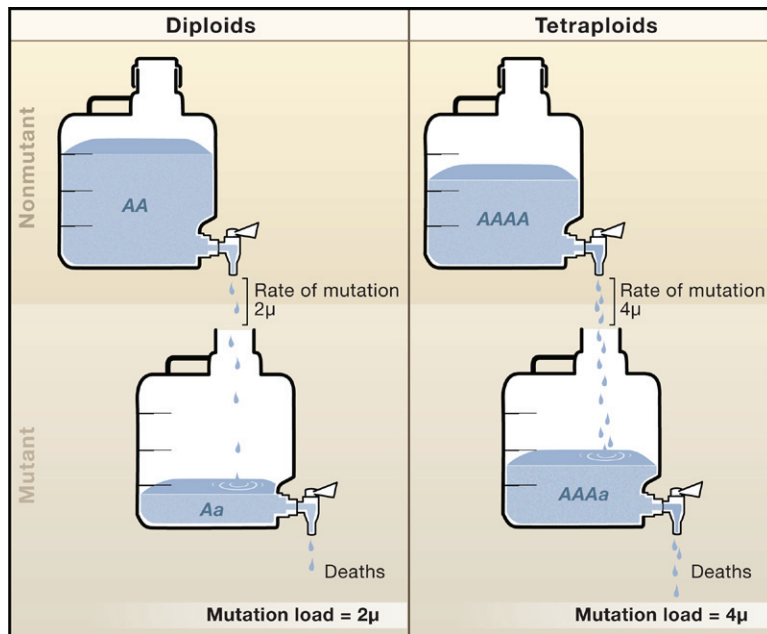 Diploids
Tetraploids
Nonmutant
AA
AAAA
Rate of mutation
2μ
Rate of mutation
4μ
Mutant
Aa
AAAa
Deaths
Deaths
Mutation load = 2μ
Mutation load = 4μ